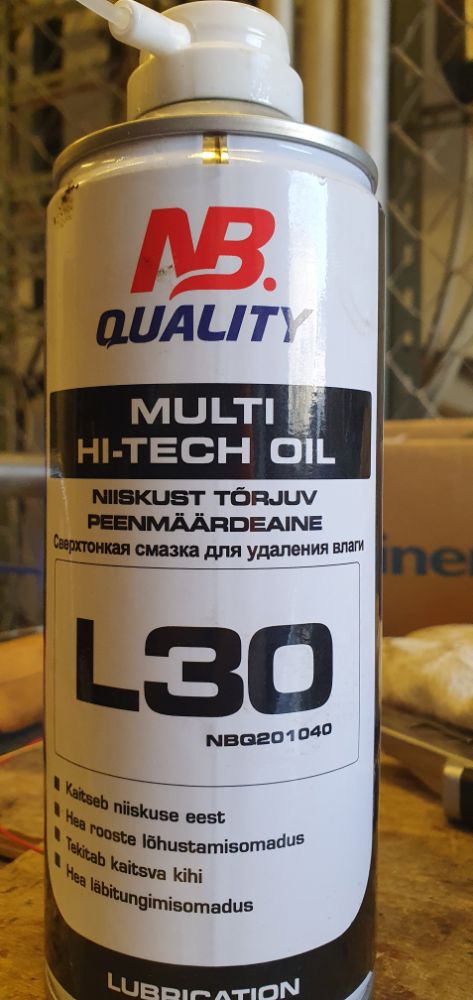 NB.
QUALITY
MULTI
HI-TECH OIL
NIISKUST TÕRJUV
PEENMÄÄRDEAINE
Сверхтонкая смазка для удаления влаги
L30
NBQ201040
Kaitseb niiskuse eest
Hea rooste lõhustamisomadus
Tekitab kaitsva kihi
Hea läbitungimisomadus
LUBRICATION